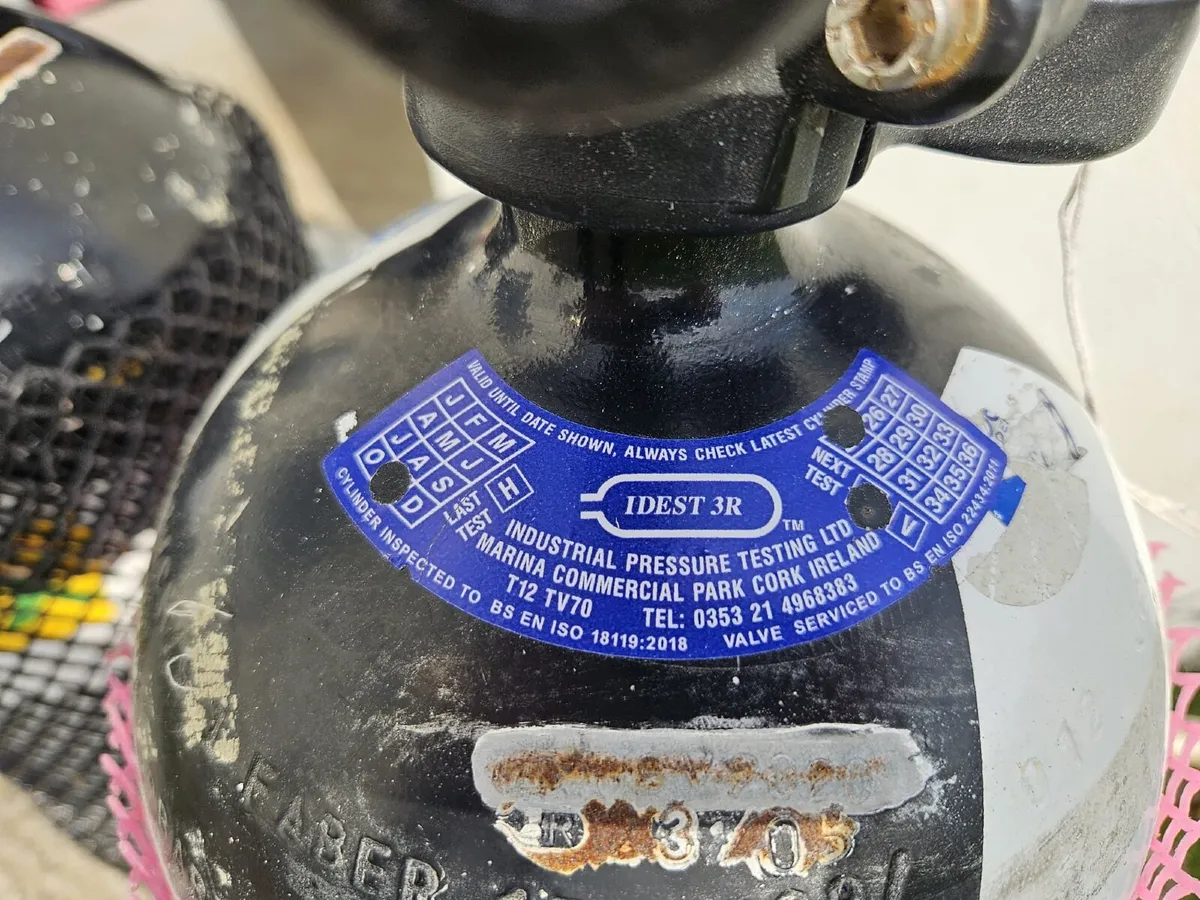 VALID UNTIL DATE SHOWN, ALWAYS CHECK LATEST CYLINDER STAMP
J F M
A M J
J A S
O D
LAST TEST
H
IDEST 3R
TM
NEXT TEST
26 27
28 29 30
31 32 33
34 35 36
V
INDUSTRIAL PRESSURE TESTING LTD
MARINA COMMERCIAL PARK CORK IRELAND
T12 TV70 TEL: 0353 21 4968383
CYLINDER INSPECTED TO BS EN ISO 18119:2018
VALVE SERVICED TO BS EN ISO 22434:2011
R 3 / 0
FABER